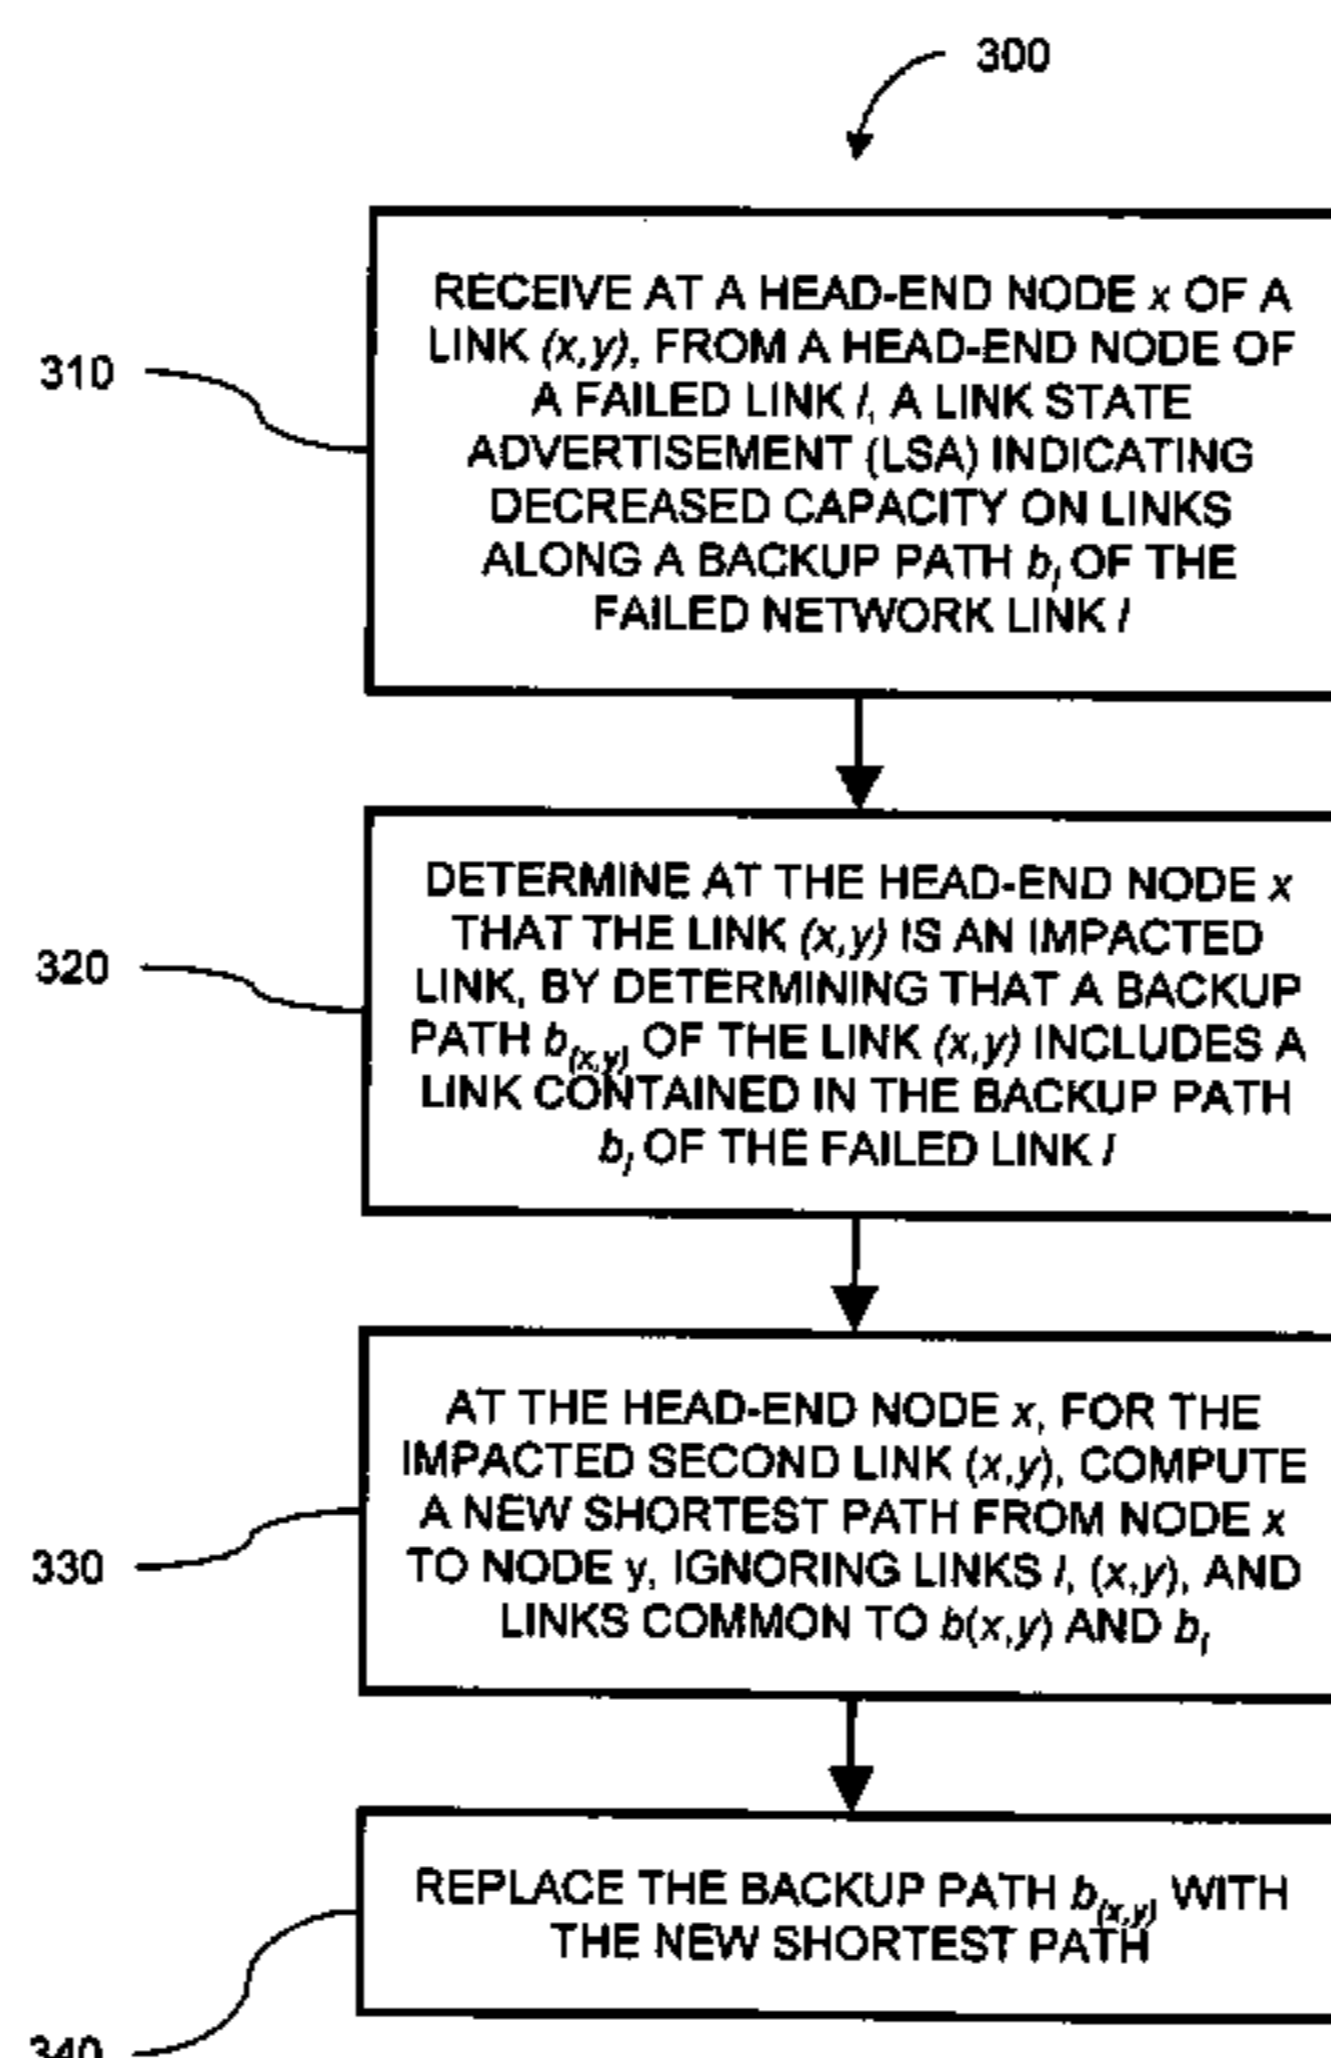 300
310
RECEIVE AT A HEAD-END NODE x OF A
LINK (x,y), FROM A HEAD-END NODE OF
A FAILED LINK l, A LINK STATE
ADVERTISEMENT (LSA) INDICATING
DECREASED CAPACITY ON LINKS
ALONG A BACKUP PATH b_l OF THE
FAILED NETWORK LINK l
320
DETERMINE AT THE HEAD-END NODE x
THAT THE LINK (x,y) IS AN IMPACTED
LINK, BY DETERMINING THAT A BACKUP
PATH b_(x,y) OF THE LINK (x,y) INCLUDES A
LINK CONTAINED IN THE BACKUP PATH
b_l OF THE FAILED LINK l
330
AT THE HEAD-END NODE x, FOR THE
IMPACTED SECOND LINK (x,y), COMPUTE
A NEW SHORTEST PATH FROM NODE x
TO NODE y, IGNORING LINKS l, (x,y), AND
LINKS COMMON TO b(x,y) AND b_l
340
REPLACE THE BACKUP PATH b_(x,y) WITH
THE NEW SHORTEST PATH